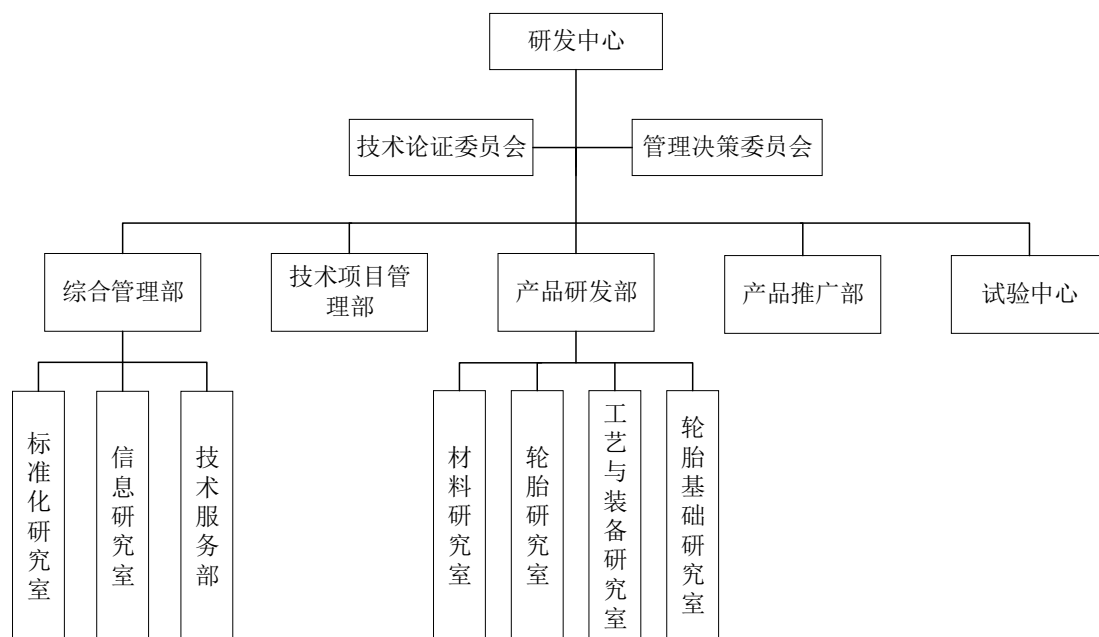 研发中心
技术论证委员会
管理决策委员会
综合管理部
技术项目管
理部
产品研发部
产品推广部
试验中心
标准化研究室
信息研究室
技术服务部
材料研究室
轮胎研究室
工艺与装备研究室
轮胎基础研究室